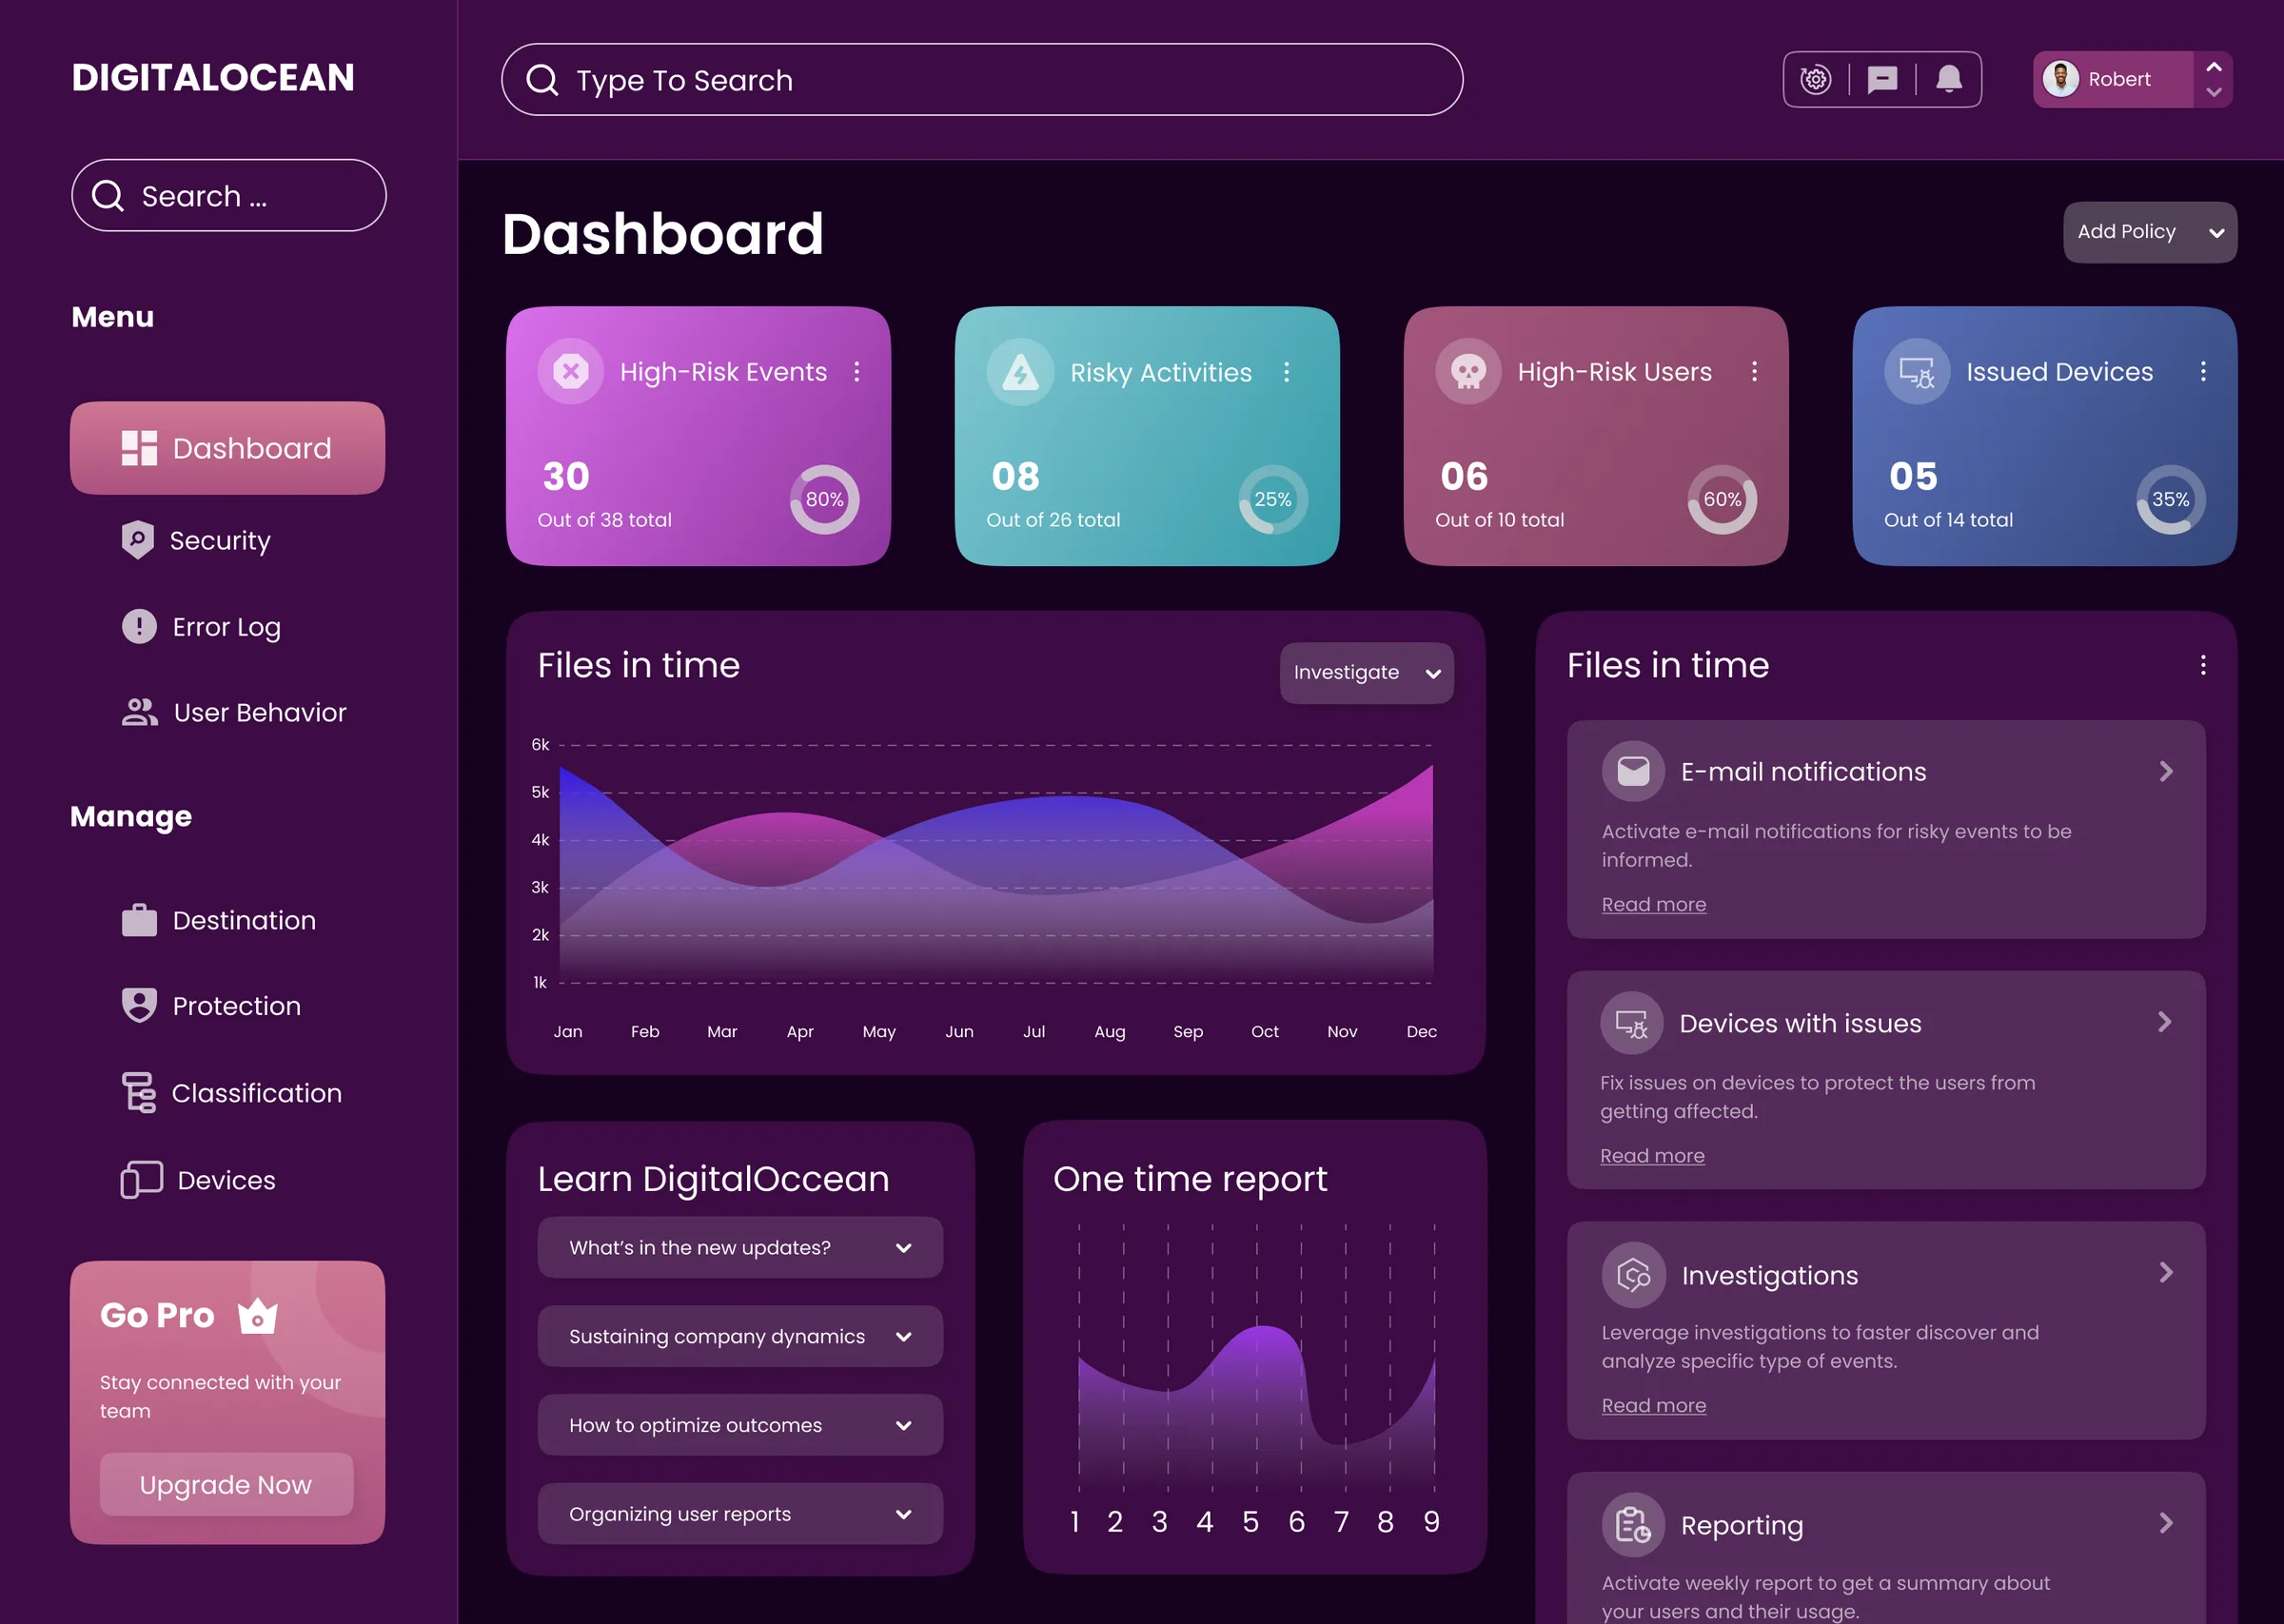 DIGITALOCEAN
Search ...
Menu
Dashboard
Security
Error Log
User Behavior
Manage
Destination
Protection
Classification
Devices
Go Pro
Stay connected with your
team
Upgrade Now
Type To Search
Robert
Dashboard
Add Policy
High-Risk Events
30
Out of 38 total
80%
Risky Activities
08
Out of 26 total
25%
High-Risk Users
06
Out of 10 total
60%
Issued Devices
05
Out of 14 total
35%
Files in time
Investigate
6k
5k
4k
3k
2k
1k
Jan Feb Mar Apr May Jun Jul Aug Sep Oct Nov Dec
Learn DigitalOccean
What's in the new updates?
Sustaining company dynamics
How to optimize outcomes
Organizing user reports
One time report
1 2 3 4 5 6 7 8 9
Files in time
E-mail notifications
Activate e-mail notifications for risky events to be
informed.
Read more
Devices with issues
Fix issues on devices to protect the users from
getting affected.
Read more
Investigations
Leverage investigations to faster discover and
analyze specific type of events.
Read more
Reporting
Activate weekly report to get a summary about
your users and their usage.